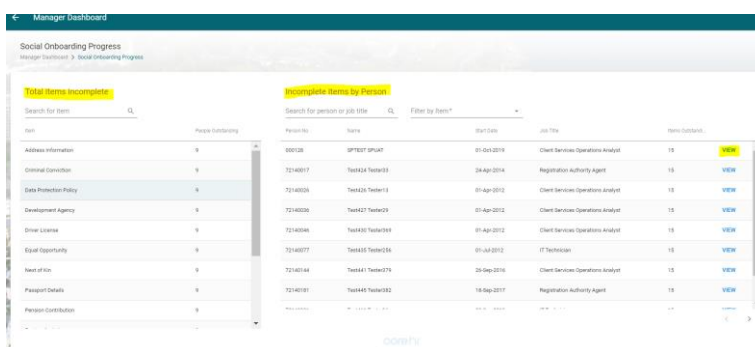 Manager Dashboard
Social Onboarding Progress
Manager Dashboard > Social Onboarding Progress
Total Items Incomplete
Search for item
Item People Outstanding
Address Information 9
Criminal Conviction 9
Data Protection Policy 9
Development Agency 9
Driver License 9
Equal Opportunity 9
Next of Kin 9
Passport Details 9
Pension Contribution 9
Incomplete Items by Person
Search for person or job title Filter by Item:*
Person No Name Start Date Job Title Items Outstand...
000128 SPTEST SPUAT 01-Oct-2019 Client Services Operations Analyst 15 VIEW
72140017 Test424 Tester33 24-Apr-2014 Registration Authority Agent 15 VIEW
72140026 Test426 Tester13 01-Apr-2012 Client Services Operations Analyst 15 VIEW
72140036 Test427 Tester29 01-Apr-2012 Client Services Operations Analyst 15 VIEW
72140046 Test430 Tester369 01-Apr-2012 Client Services Operations Analyst 15 VIEW
72140077 Test435 Tester256 01-Jul-2012 IT Technician 15 VIEW
72140144 Test441 Tester379 26-Sep-2016 Client Services Operations Analyst 15 VIEW
72140181 Test445 Tester382 18-Sep-2017 Registration Authority Agent 15 VIEW
corehr